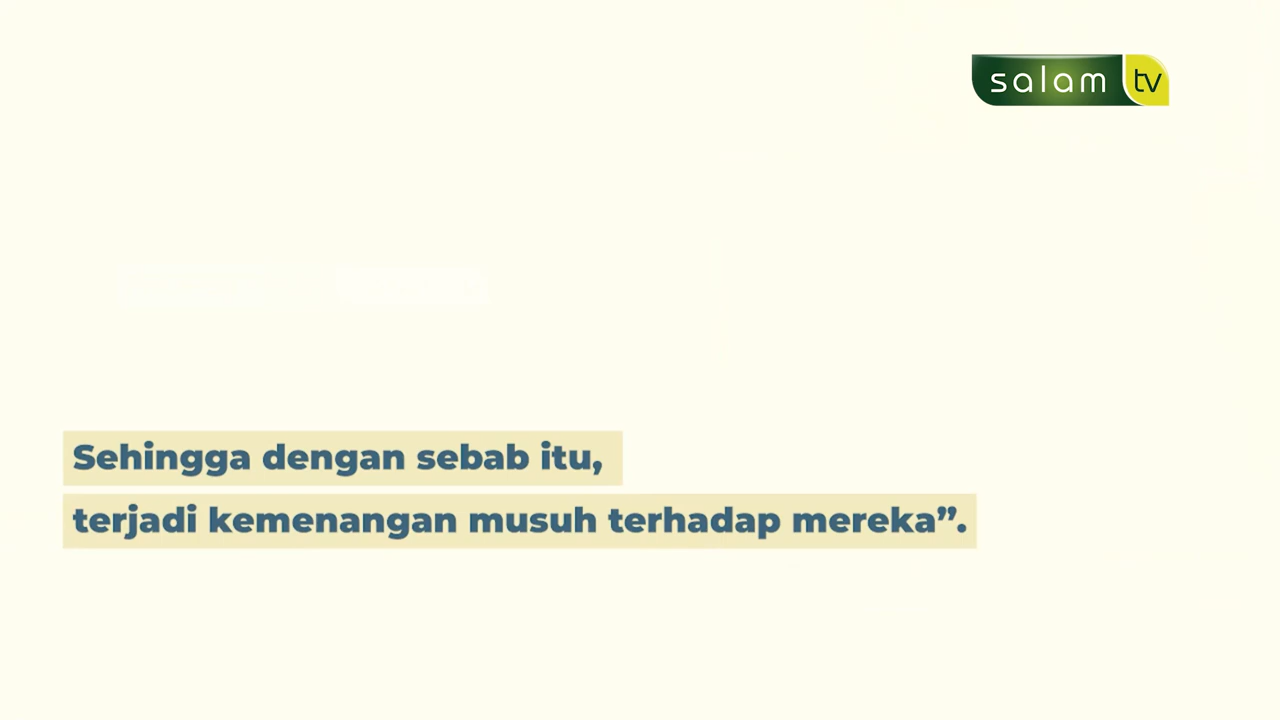 salam tv
Sehingga dengan sebab itu,
terjadi kemenangan musuh terhadap mereka”.